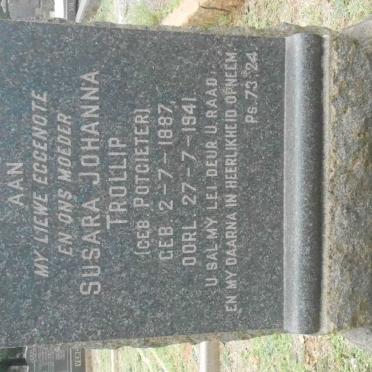 AAN
MY LIEWE EGGENOTE
EN ONS MOEDER
SUSARA JOHANNA
TROLLIP
(GEB. POTGIETER)
GEB. 2-7-1887,
OORL. 27-7-1941.
U SAL MY LEI DEUR U RAAD.
EN MY DAARNA IN HEERLIKHEID OPNEEM.
Ps. 73:24.